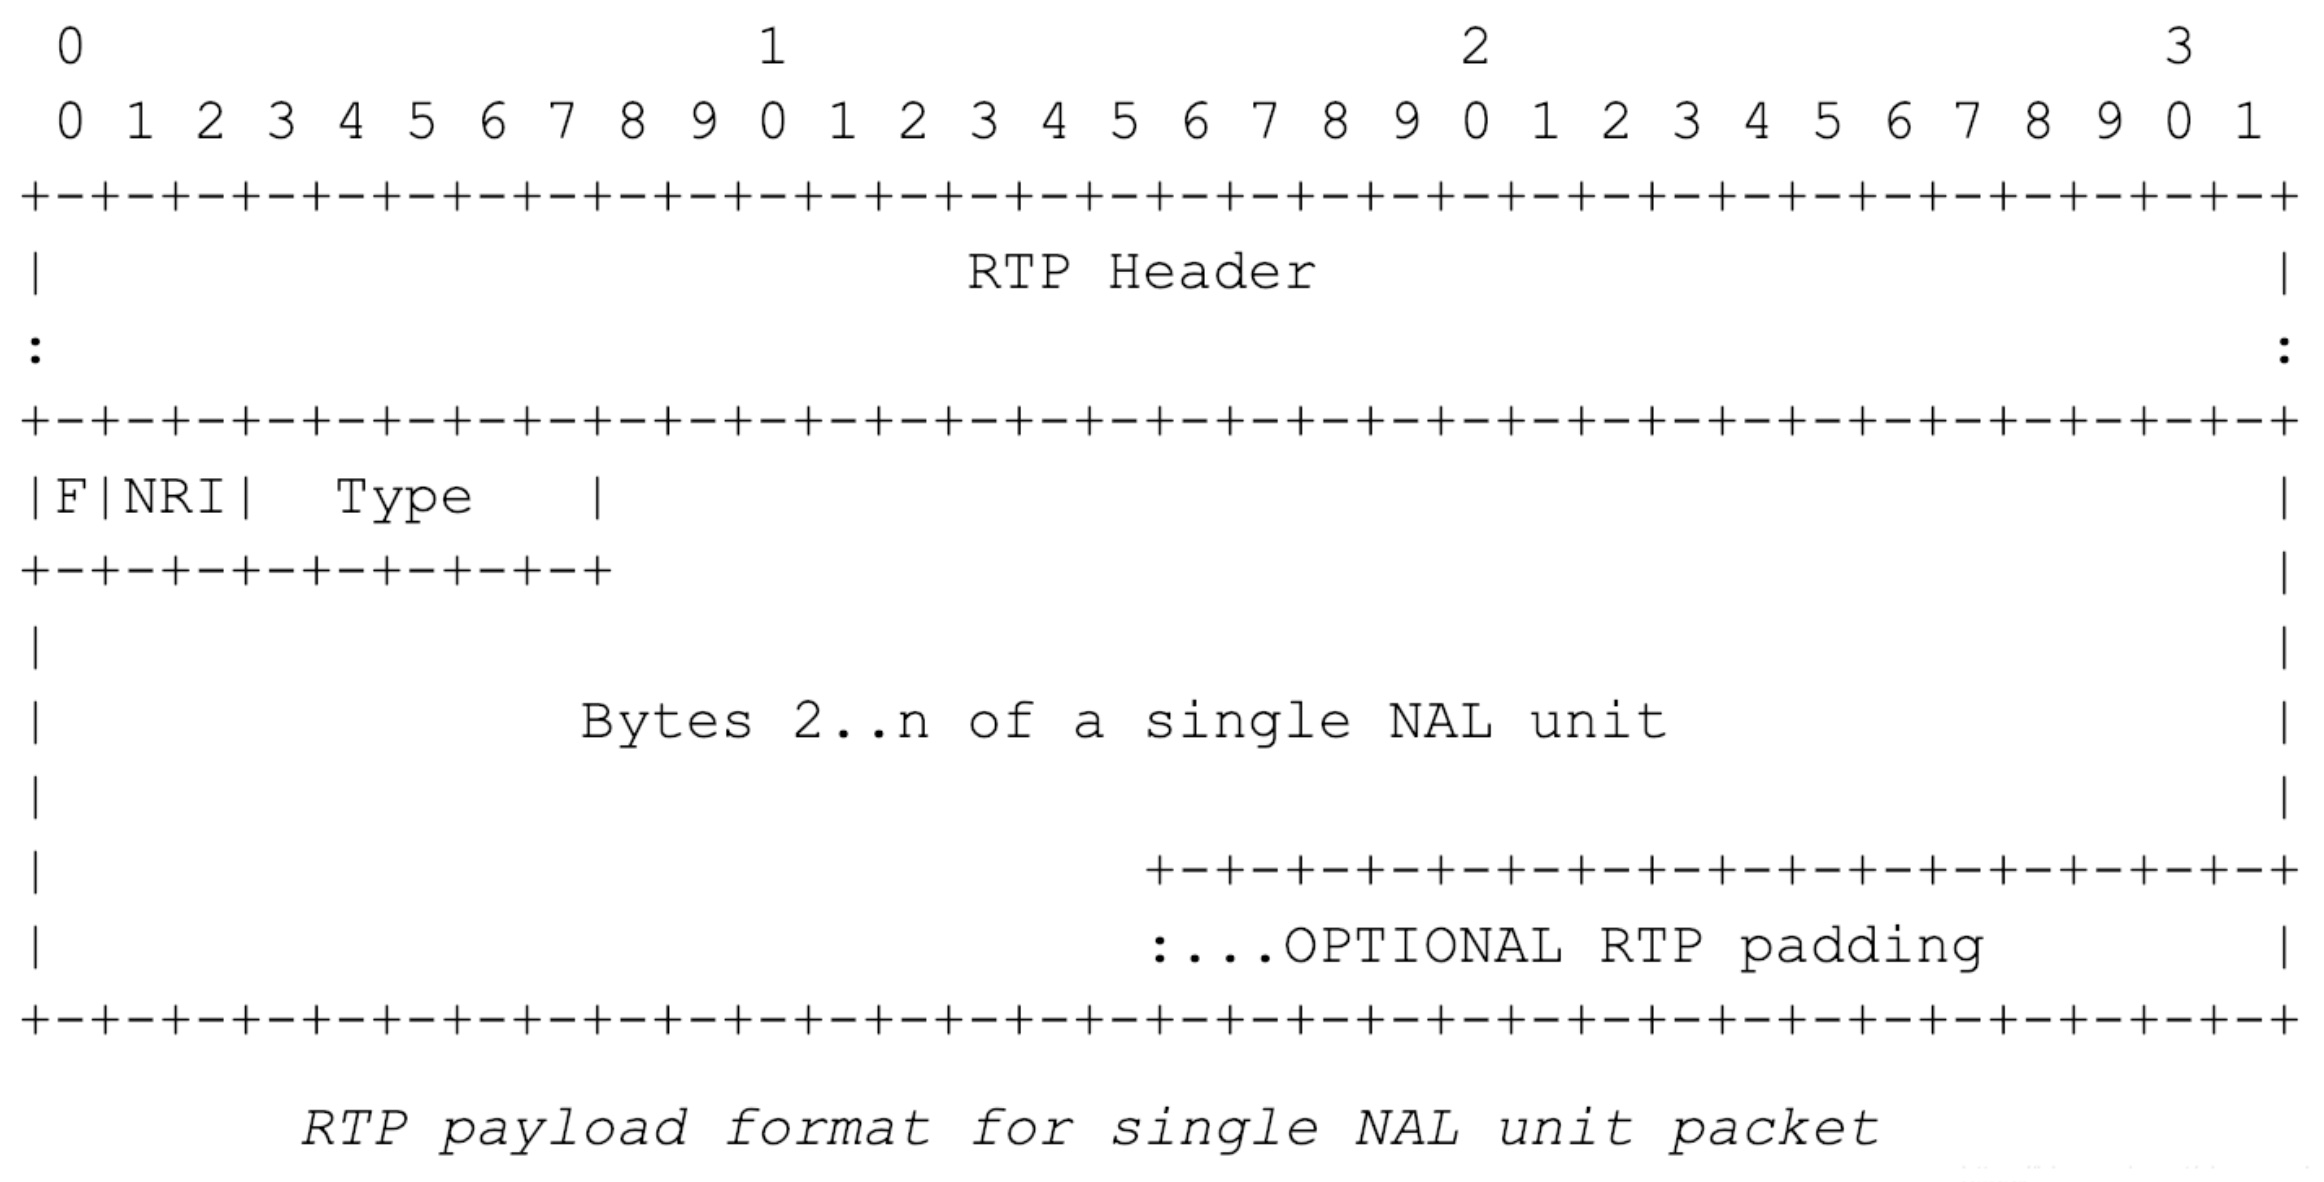 0                   1                   2                   3
0 1 2 3 4 5 6 7 8 9 0 1 2 3 4 5 6 7 8 9 0 1 2 3 4 5 6 7 8 9 0 1
+-+-+-+-+-+-+-+-+-+-+-+-+-+-+-+-+-+-+-+-+-+-+-+-+-+-+-+-+-+-+-+-+
|                          RTP Header                           |
:                                                               :
+-+-+-+-+-+-+-+-+-+-+-+-+-+-+-+-+-+-+-+-+-+-+-+-+-+-+-+-+-+-+-+-+
|F|NRI|  Type   |                                               |
+-+-+-+-+-+-+-+-+                                               |
|                                                               |
|               Bytes 2..n of a single NAL unit                 |
|                                                               |
|                               +-+-+-+-+-+-+-+-+-+-+-+-+-+-+-+-+
|                               :...OPTIONAL RTP padding        |
+-+-+-+-+-+-+-+-+-+-+-+-+-+-+-+-+-+-+-+-+-+-+-+-+-+-+-+-+-+-+-+-+
RTP payload format for single NAL unit packet